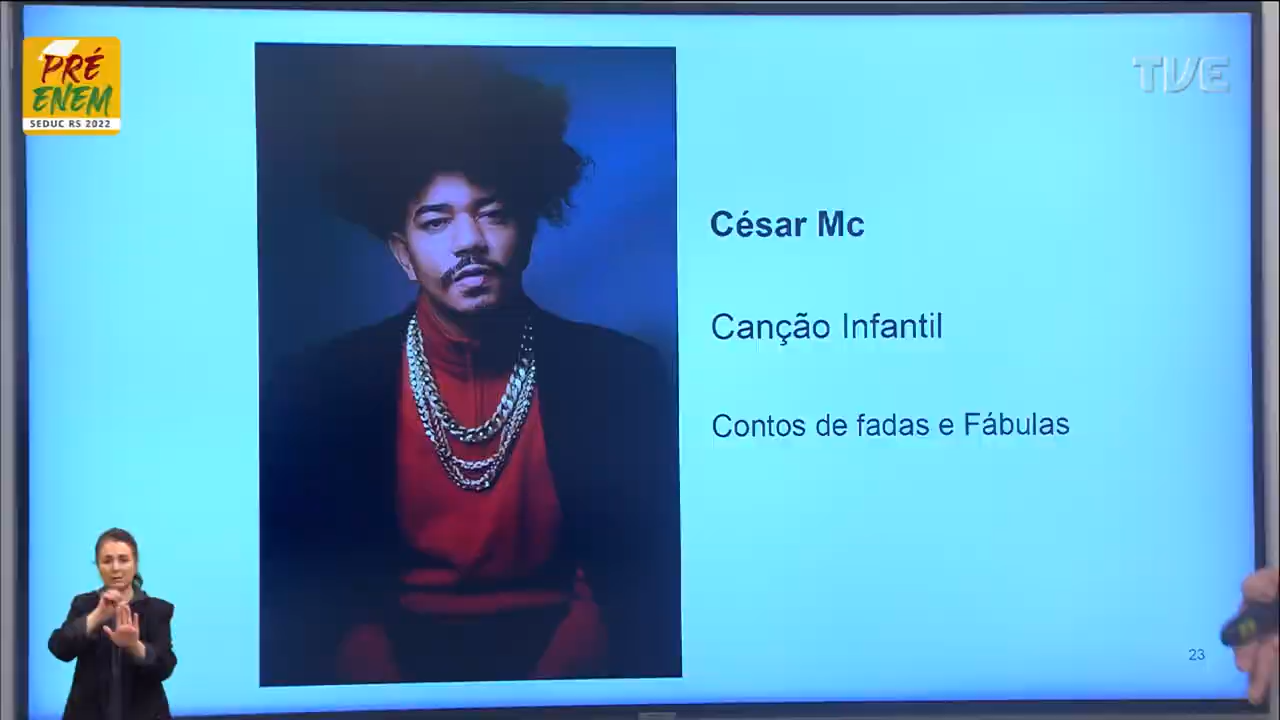 PRÉ
ENEM
SEDUC RS 2022
TVE
César Mc
Canção Infantil
Contos de fadas e Fábulas
23